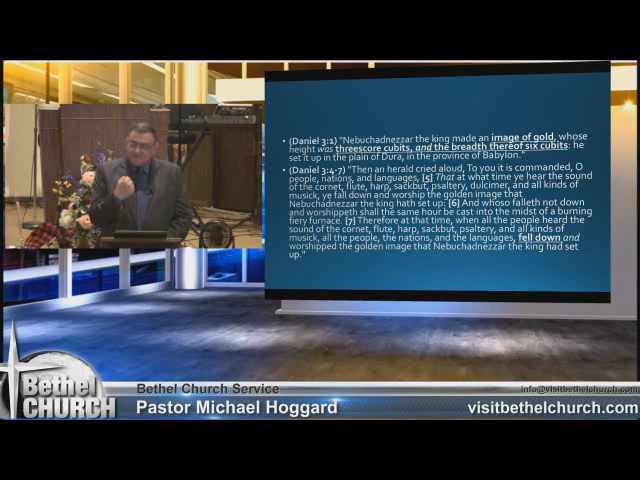 • (Daniel 3:1) "Nebuchadnezzar the king made an image of gold, whose
height was threescore cubits, and the breadth thereof six cubits: he
set it up in the plain of Dura, in the province of Babylon."
• (Daniel 3:4-7) "Then an herald cried aloud, To you it is commanded, O
people, nations, and languages, [5] That at what time ye hear the sound
of the cornet, flute, harp, sackbut, psaltery, dulcimer, and all kinds of
musick, ye fall down and worship the golden image that
Nebuchadnezzar the king hath set up: [6] And whoso falleth not down
and worshippeth shall the same hour be cast into the midst of a burning
fiery furnace. [7] Therefore at that time, when all the people heard the
sound of the cornet, flute, harp, sackbut, psaltery, and all kinds of
musick, all the people, the nations, and the languages, fell down and
worshipped the golden image that Nebuchadnezzar the king had set
up."
Bethel
CHURCH
Bethel Church Service
info@visitbethelchurch.com
Pastor Michael Hoggard
visitbethelchurch.com